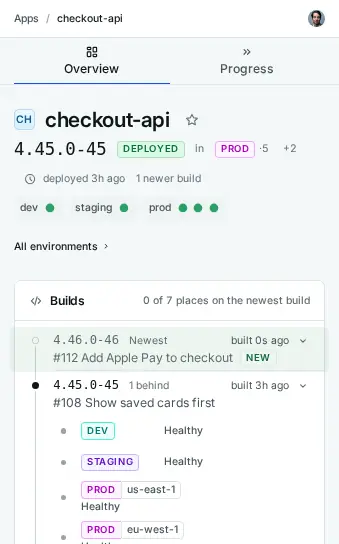 Apps / checkout-api
Overview
Progress
CH checkout-api
4.45.0-45 DEPLOYED in PROD ·5 +2
deployed 3h ago 1 newer build
dev staging prod
All environments ›
Builds 0 of 7 places on the newest build
4.46.0-46 Newest built 0s ago
#112 Add Apple Pay to checkout NEW
4.45.0-45 1 behind built 3h ago
#108 Show saved cards first
DEV Healthy
STAGING Healthy
PROD us-east-1
Healthy
PROD eu-west-1